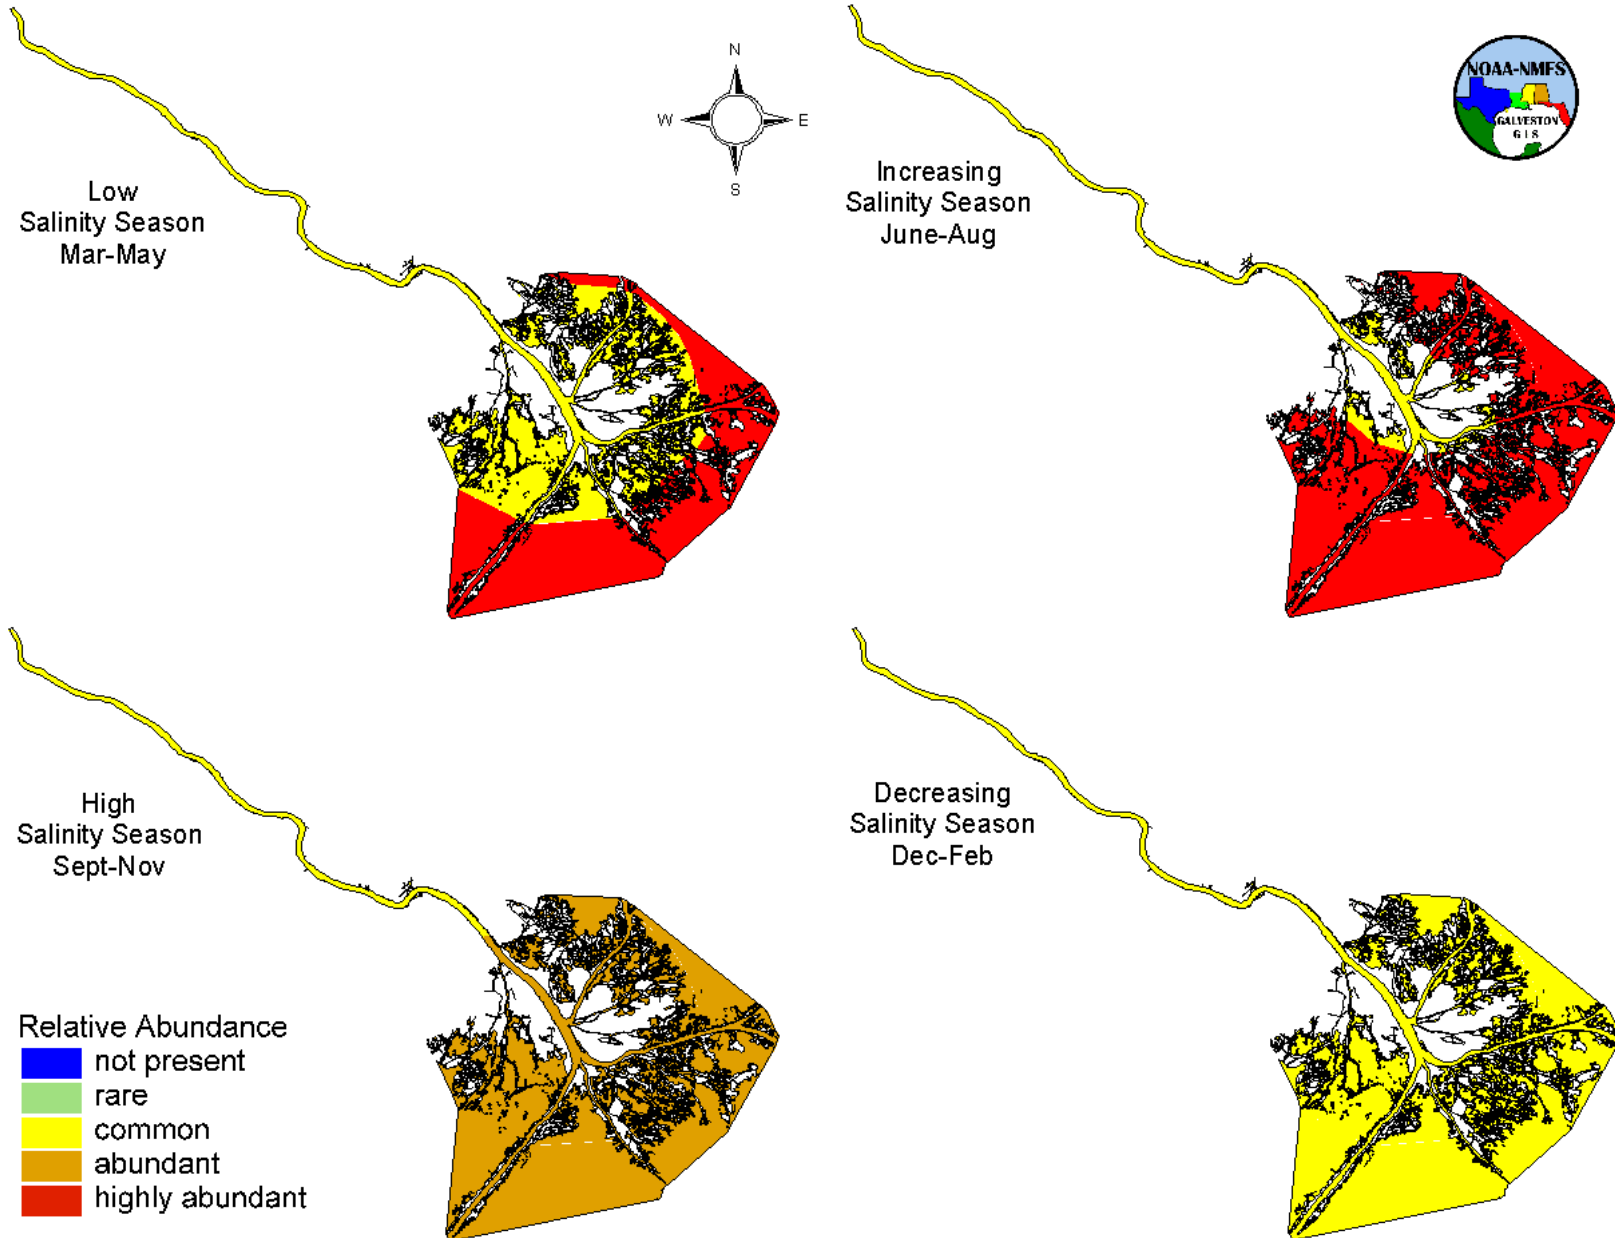 N
W E
S
NOAA-NMFS
GALVESTON
GIS
Low
Salinity Season
Mar-May
Increasing
Salinity Season
June-Aug
High
Salinity Season
Sept-Nov
Decreasing
Salinity Season
Dec-Feb
Relative Abundance
not present
rare
common
abundant
highly abundant